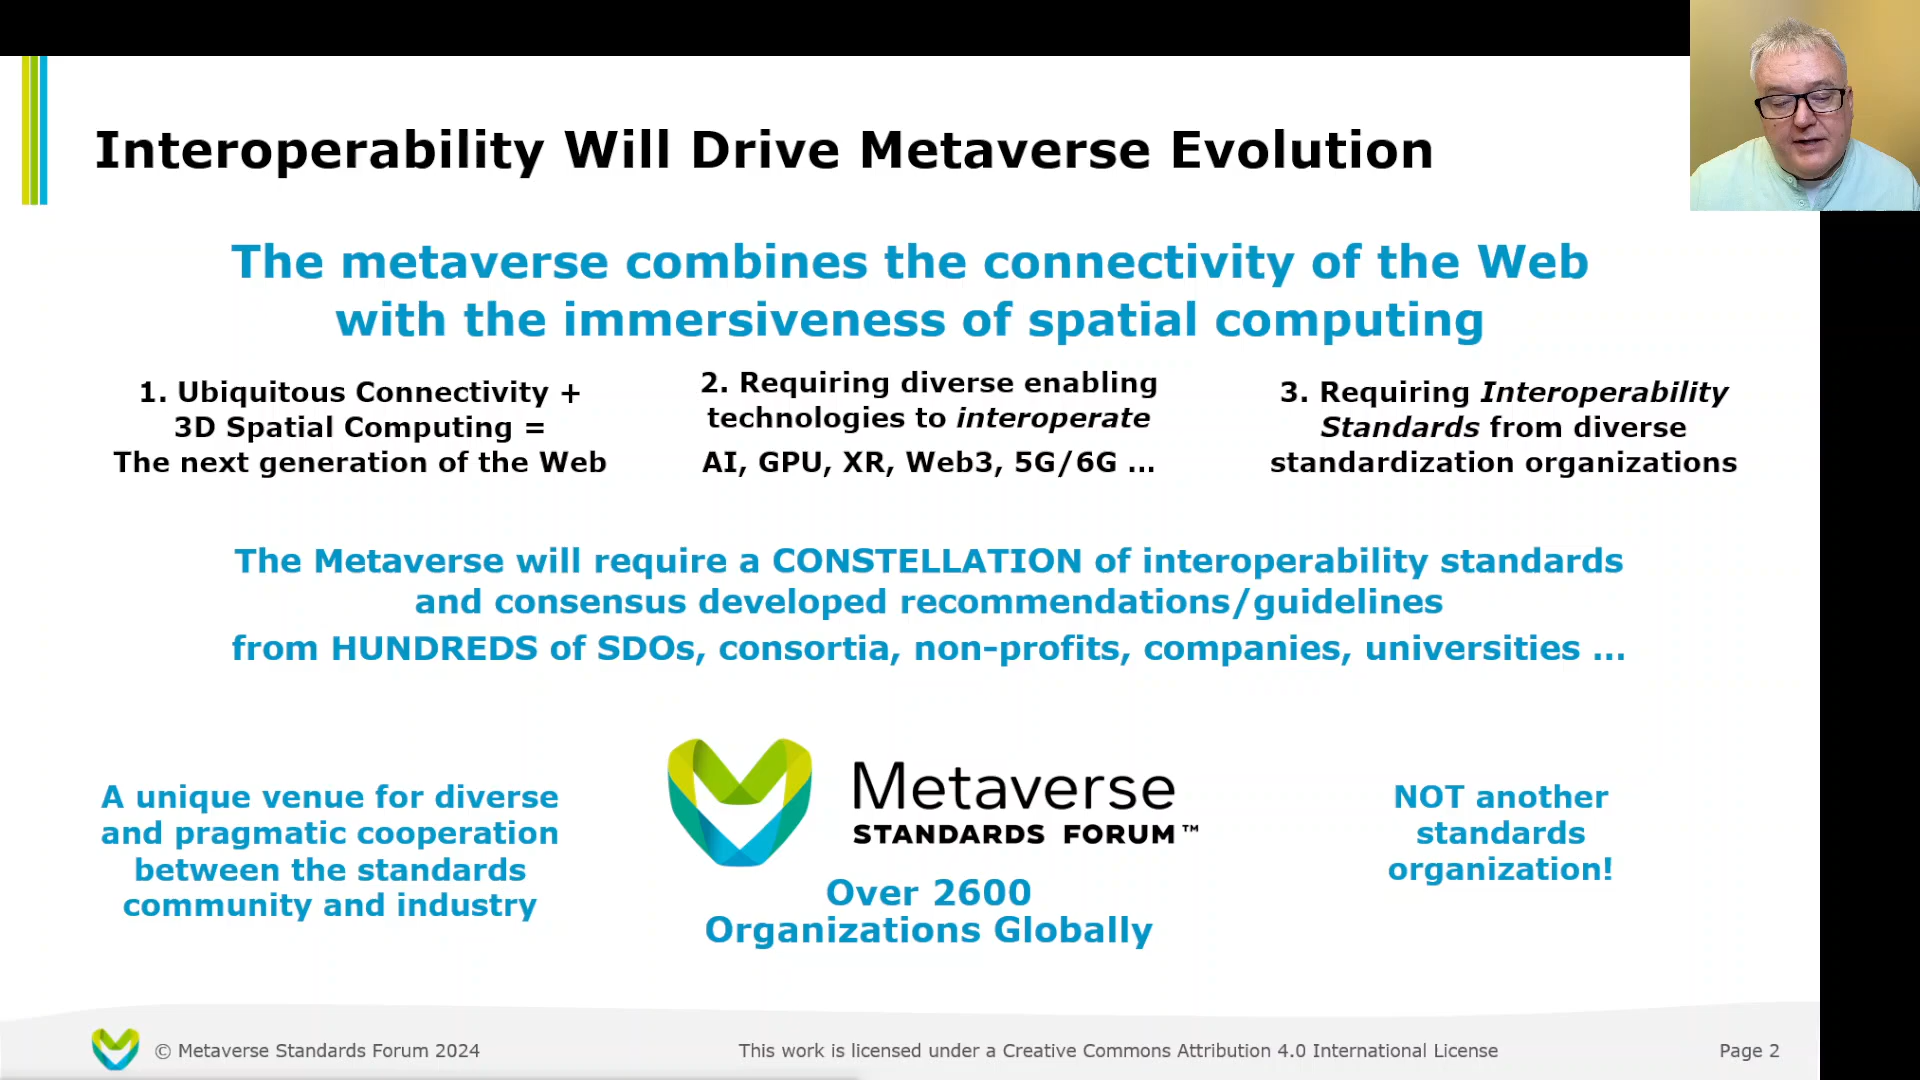 Interoperability Will Drive Metaverse Evolution
The metaverse combines the connectivity of the Web
with the immersiveness of spatial computing
1. Ubiquitous Connectivity +
3D Spatial Computing =
The next generation of the Web
2. Requiring diverse enabling
technologies to interoperate
AI, GPU, XR, Web3, 5G/6G ...
3. Requiring Interoperability
Standards from diverse
standardization organizations
The Metaverse will require a CONSTELLATION of interoperability standards
and consensus developed recommendations/guidelines
from HUNDREDS of SDOs, consortia, non-profits, companies, universities ...
A unique venue for diverse
and pragmatic cooperation
between the standards
community and industry
Metaverse
STANDARDS FORUM™
Over 2600
Organizations Globally
NOT another
standards
organization!
© Metaverse Standards Forum 2024
This work is licensed under a Creative Commons Attribution 4.0 International License
Page 2